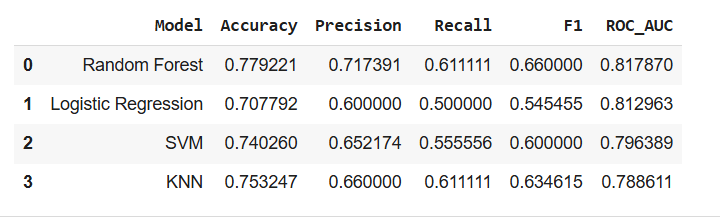 Model Accuracy Precision Recall F1 ROC_AUC
0 Random Forest 0.779221 0.717391 0.611111 0.660000 0.817870
1 Logistic Regression 0.707792 0.600000 0.500000 0.545455 0.812963
2 SVM 0.740260 0.652174 0.555556 0.600000 0.796389
3 KNN 0.753247 0.660000 0.611111 0.634615 0.788611